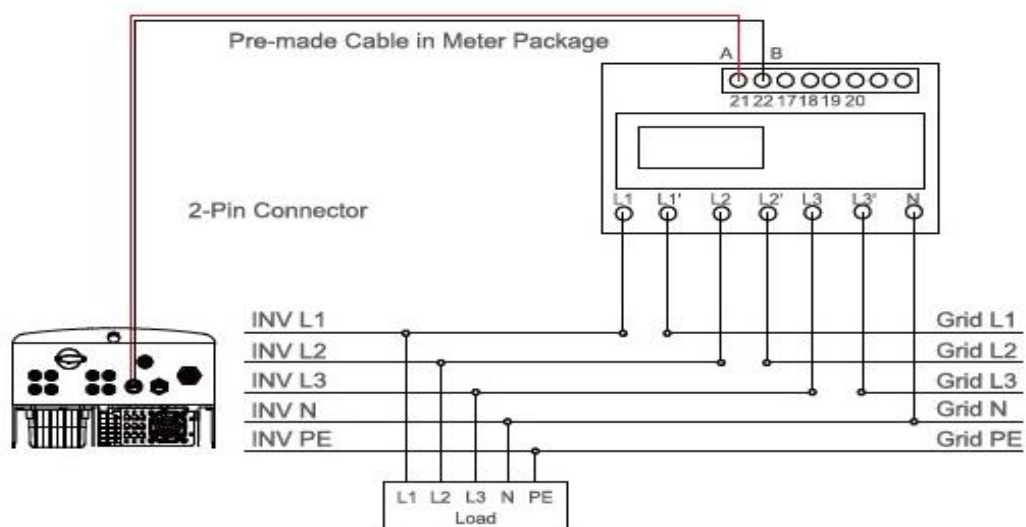 Pre-made Cable in Meter Package
A B
21 22 17 18 19 20
2-Pin Connector
L1 L1' L2 L2' L3 L3' N
INV L1 Grid L1
INV L2 Grid L2
INV L3 Grid L3
INV N Grid N
INV PE Grid PE
L1 L2 L3 N PE
Load